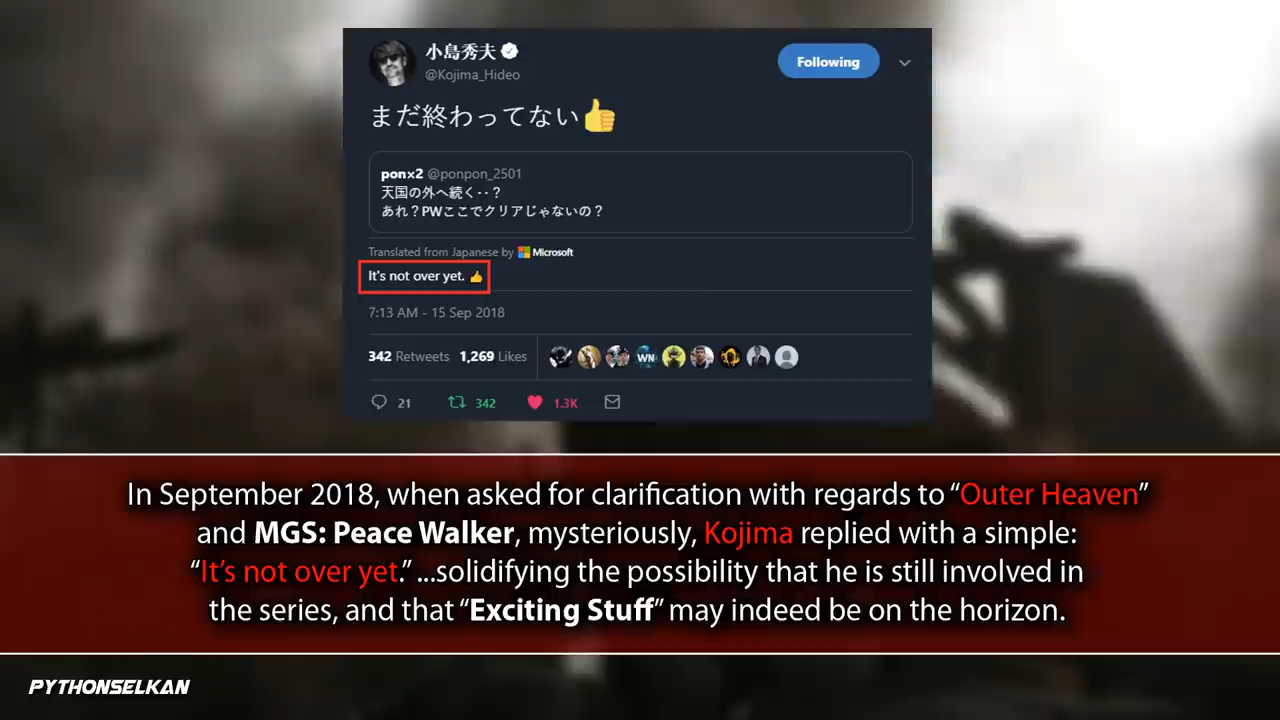 小島秀夫
@Kojima_Hideo
Following
まだ終わってない👍
ponx2 @ponpon_2501
天国の外へ続く--？
あれ？PWここでクリアじゃないの？
Translated from Japanese by Microsoft
It's not over yet. 👍
7:13 AM - 15 Sep 2018
342 Retweets 1,269 Likes
WN
21 342 1.3K
In September 2018, when asked for clarification with regards to “Outer Heaven”
and MGS: Peace Walker, mysteriously, Kojima replied with a simple:
“It’s not over yet.” ...solidifying the possibility that he is still involved in
the series, and that “Exciting Stuff” may indeed be on the horizon.
PYTHONSELKAN